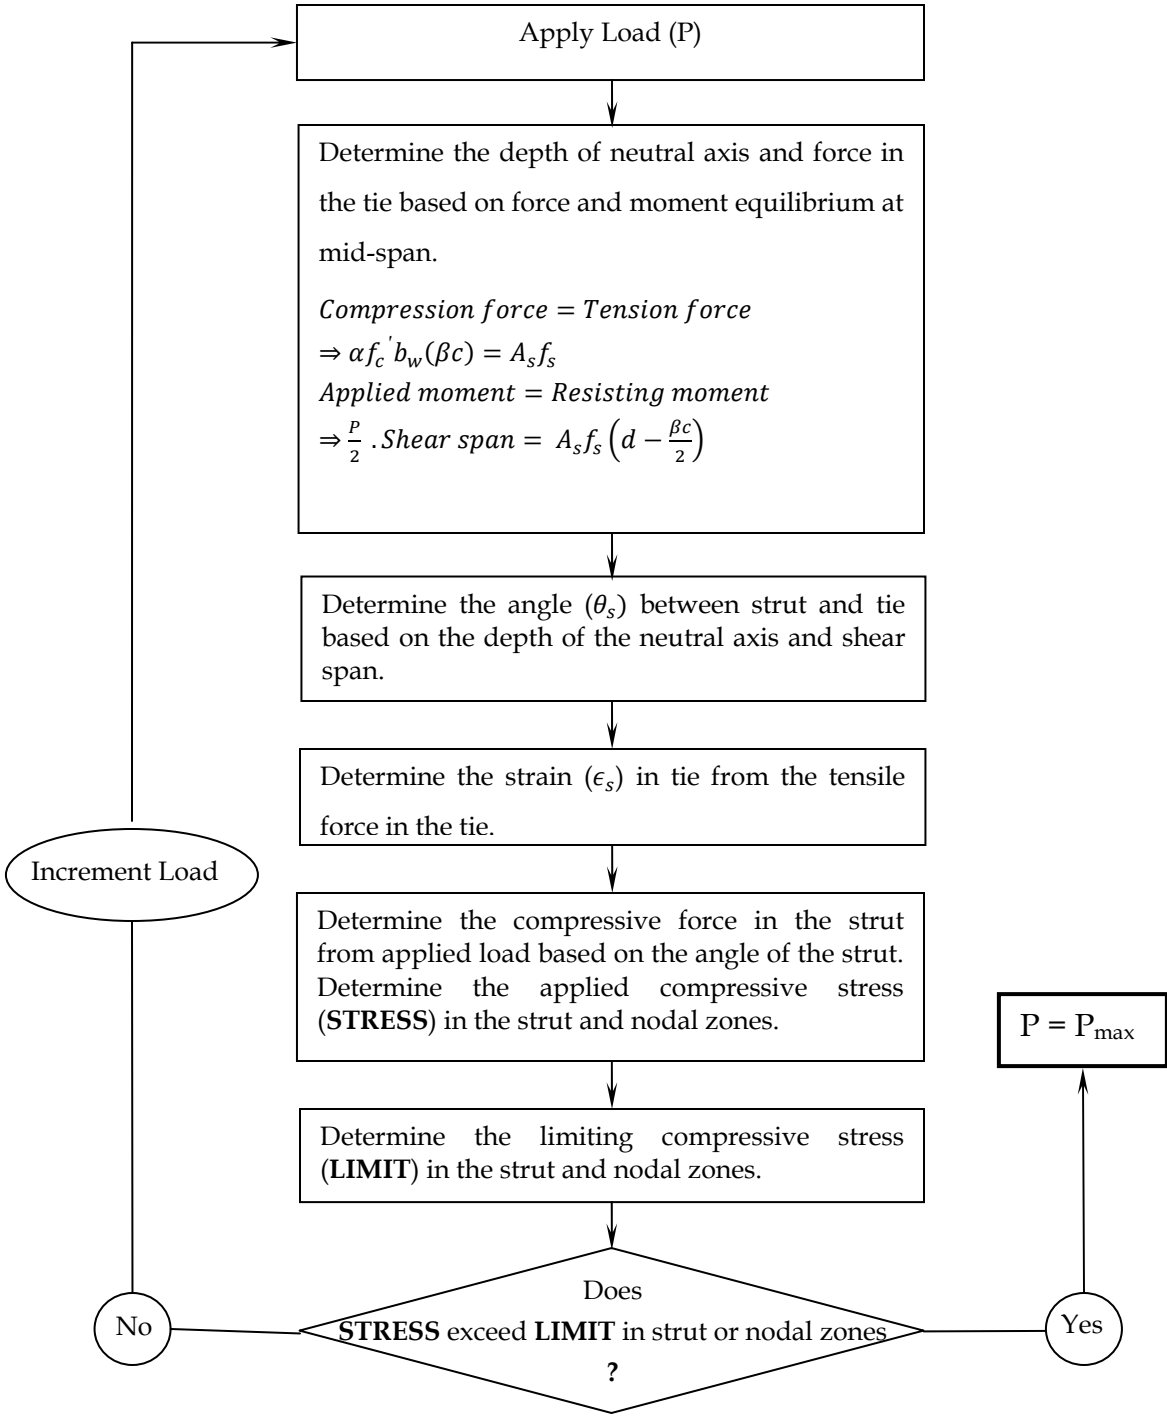 Apply Load (P)
Determine the depth of neutral axis and force in
the tie based on force and moment equilibrium at
mid-span.
Compression force = Tension force
⇒ αf_c'b_w(βc) = A_sf_s
Applied moment = Resisting moment
⇒ P/2 . Shear span = A_sf_s(d − βc/2)
Determine the angle (θ_s) between strut and tie
based on the depth of the neutral axis and shear
span.
Determine the strain (ϵ_s) in tie from the tensile
force in the tie.
Increment Load
Determine the compressive force in the strut
from applied load based on the angle of the strut.
Determine the applied compressive stress
(STRESS) in the strut and nodal zones.
P = P_max
Determine the limiting compressive stress
(LIMIT) in the strut and nodal zones.
Does
STRESS exceed LIMIT in strut or nodal zones
?
No
Yes